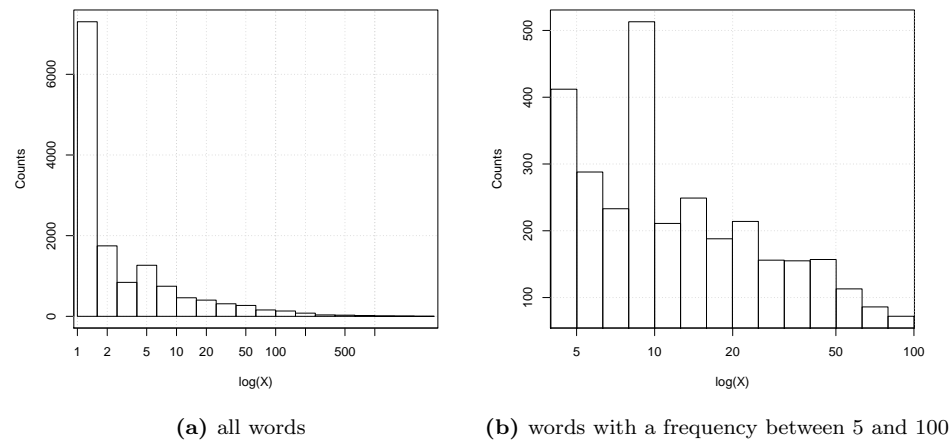 Counts
6000
4000
2000
0
1 2 5 10 20 50 100 500
log(X)
(a) all words
Counts
500
400
300
200
100
5 10 20 50 100
log(X)
(b) words with a frequency between 5 and 100